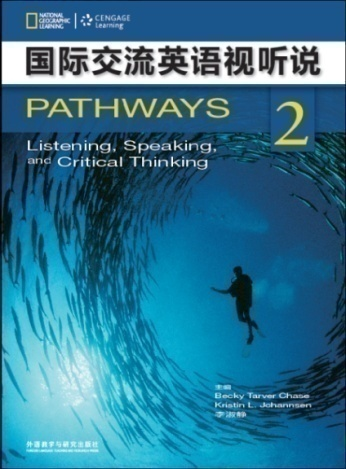 NATIONAL GEOGRAPHIC LEARNING
CENGAGE Learning
国际交流英语视听说
PATHWAYS 2
Listening, Speaking,
and Critical Thinking
主编
Becky Tarver Chase
Kristin L. Johannsen
李淑静
外语教学与研究出版社